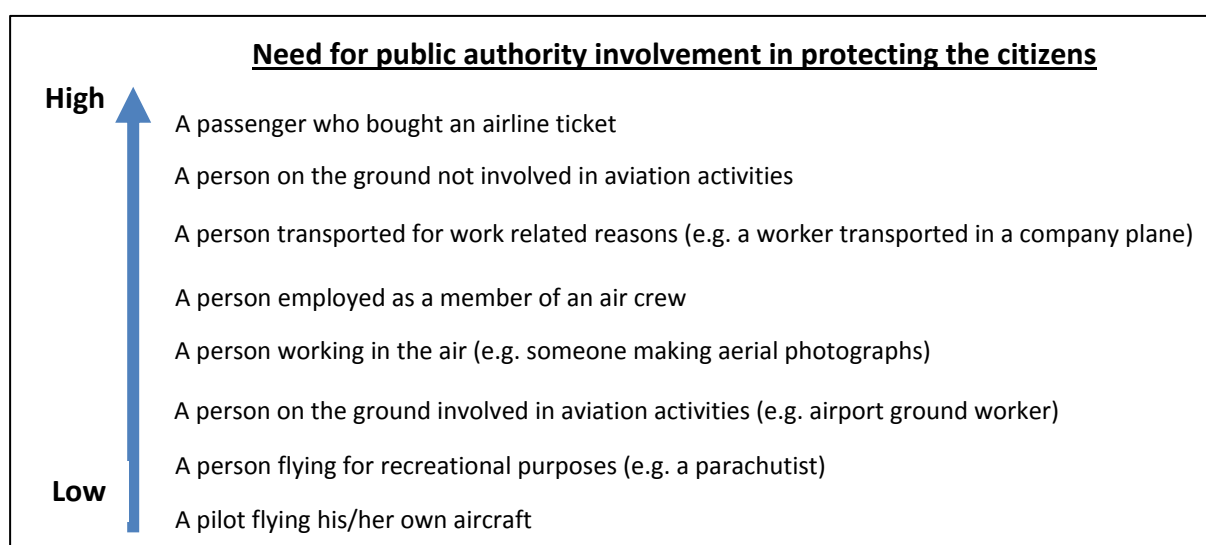 Need for public authority involvement in protecting the citizens
High
A passenger who bought an airline ticket
A person on the ground not involved in aviation activities
A person transported for work related reasons (e.g. a worker transported in a company plane)
A person employed as a member of an air crew
A person working in the air (e.g. someone making aerial photographs)
A person on the ground involved in aviation activities (e.g. airport ground worker)
A person flying for recreational purposes (e.g. a parachutist)
Low
A pilot flying his/her own aircraft